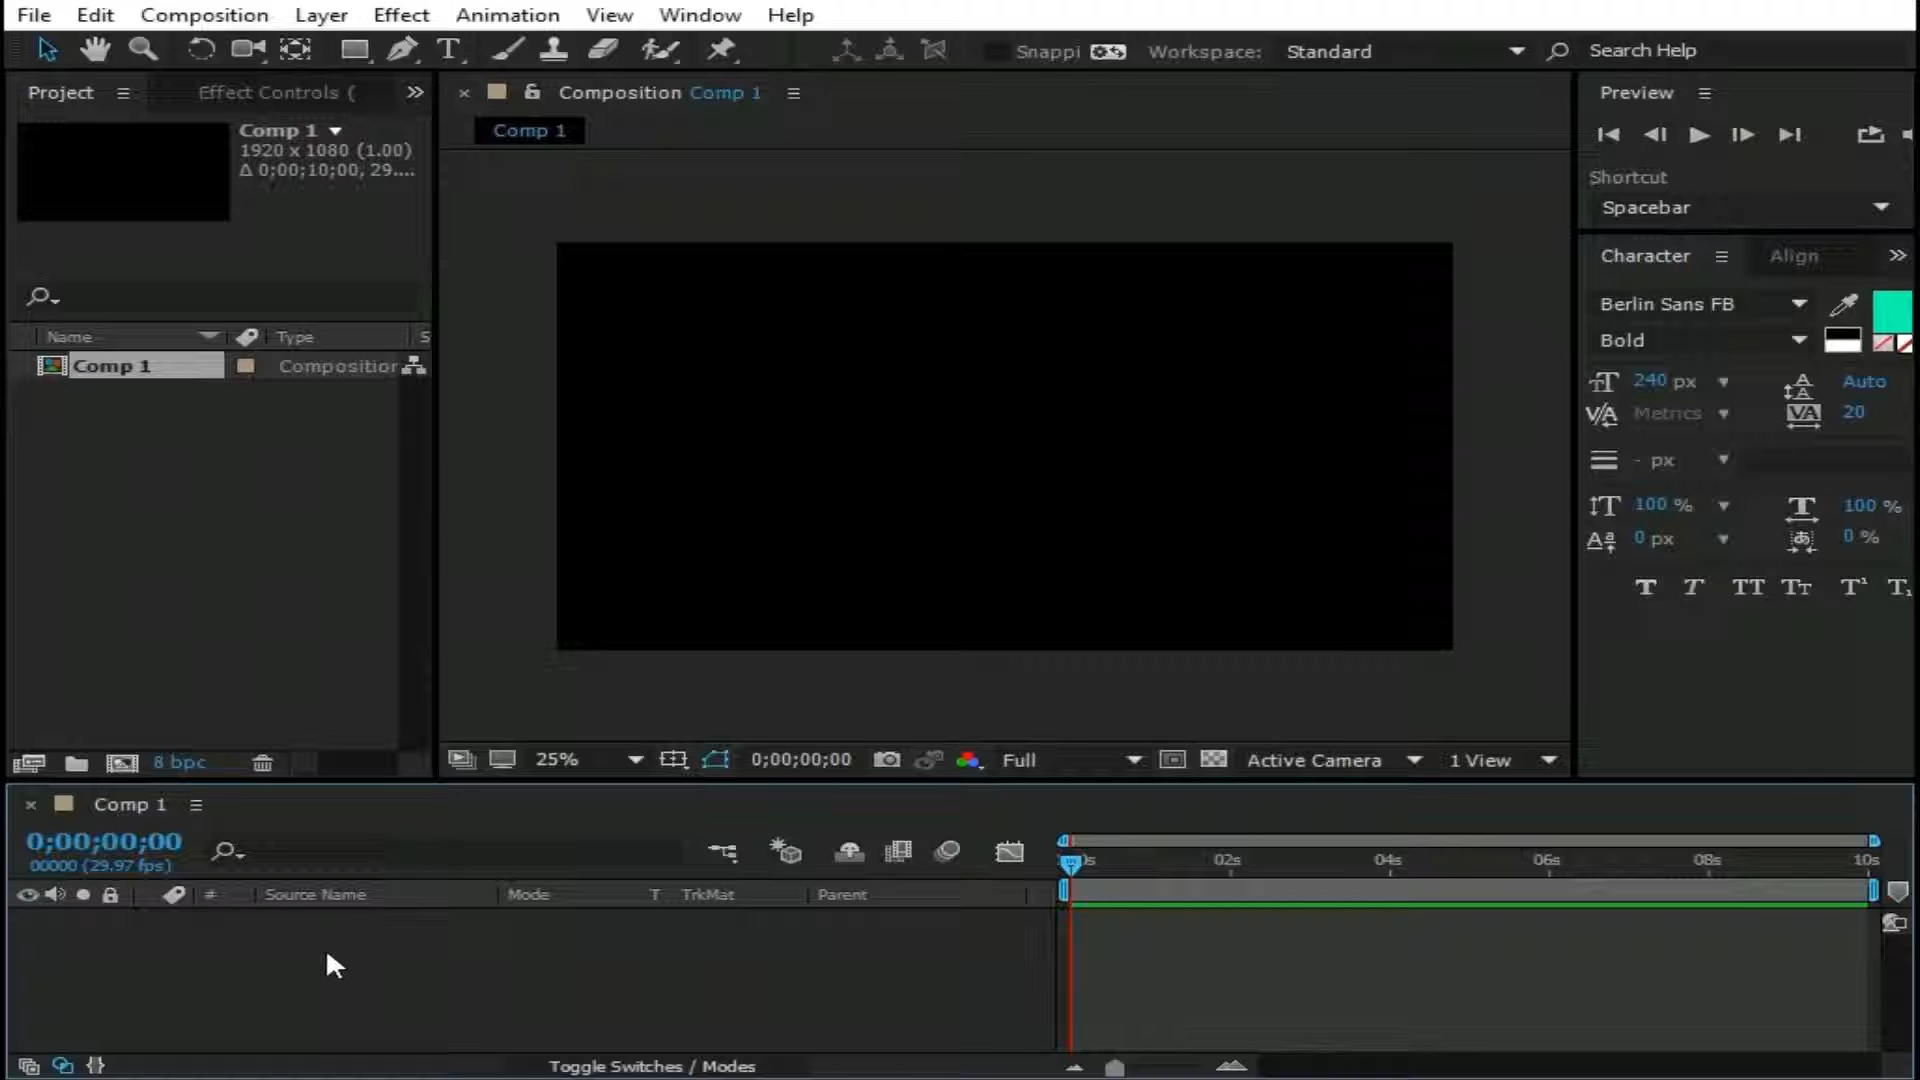 File Edit Composition Layer Effect Animation View Window Help
Snappi Workspace: Standard Search Help
Project Effect Controls (
Comp 1
1920 x 1080 (1.00)
Δ 0;00;10;00, 29....
Name Type S
Comp 1 Composition
8 bpc
Composition Comp 1
Comp 1
25% 0;00;00;00 Full Active Camera 1 View
Preview
Shortcut
Spacebar
Character Align
Berlin Sans FB
Bold
240 px Auto
Metrics 20
- px
100 % 100 %
0 px 0 %
Comp 1
0;00;00;00
00000 (29.97 fps)
0s 02s 04s 06s 08s 10s
# Source Name Mode T TrkMat Parent
Toggle Switches / Modes